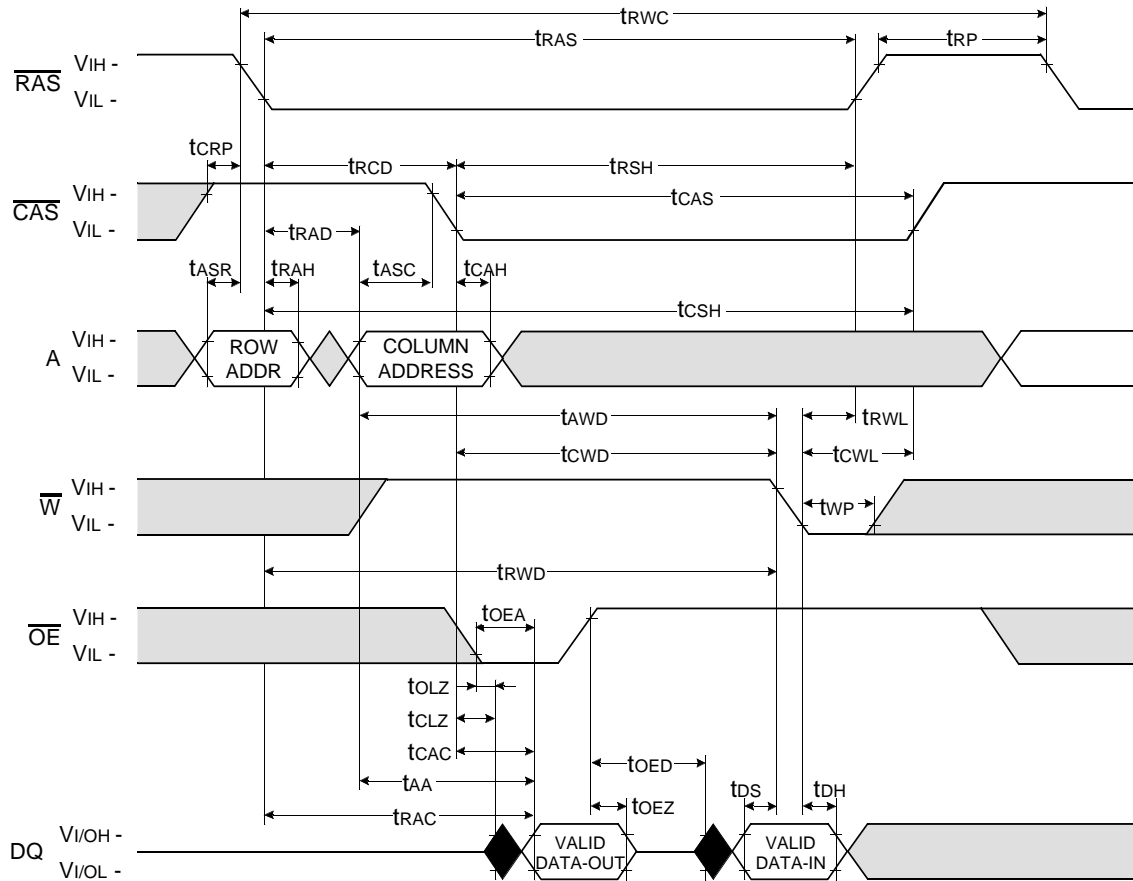 tRWC
tRAS
tRP
RAS
VIH -
VIL -
tCRP
tRCD
tRSH
CAS
VIH -
VIL -
tCAS
tRAD
tASR
tRAH
tASC
tCAH
tCSH
A
VIH -
VIL -
ROW
ADDR
COLUMN
ADDRESS
tAWD
tRWL
tCWD
tCWL
W
VIH -
VIL -
tWP
tRWD
OE
VIH -
VIL -
tOEA
tOLZ
tCLZ
tCAC
tOED
tAA
tDS
tDH
tOEZ
tRAC
DQ
VI/OH -
VI/OL -
VALID
DATA-OUT
VALID
DATA-IN